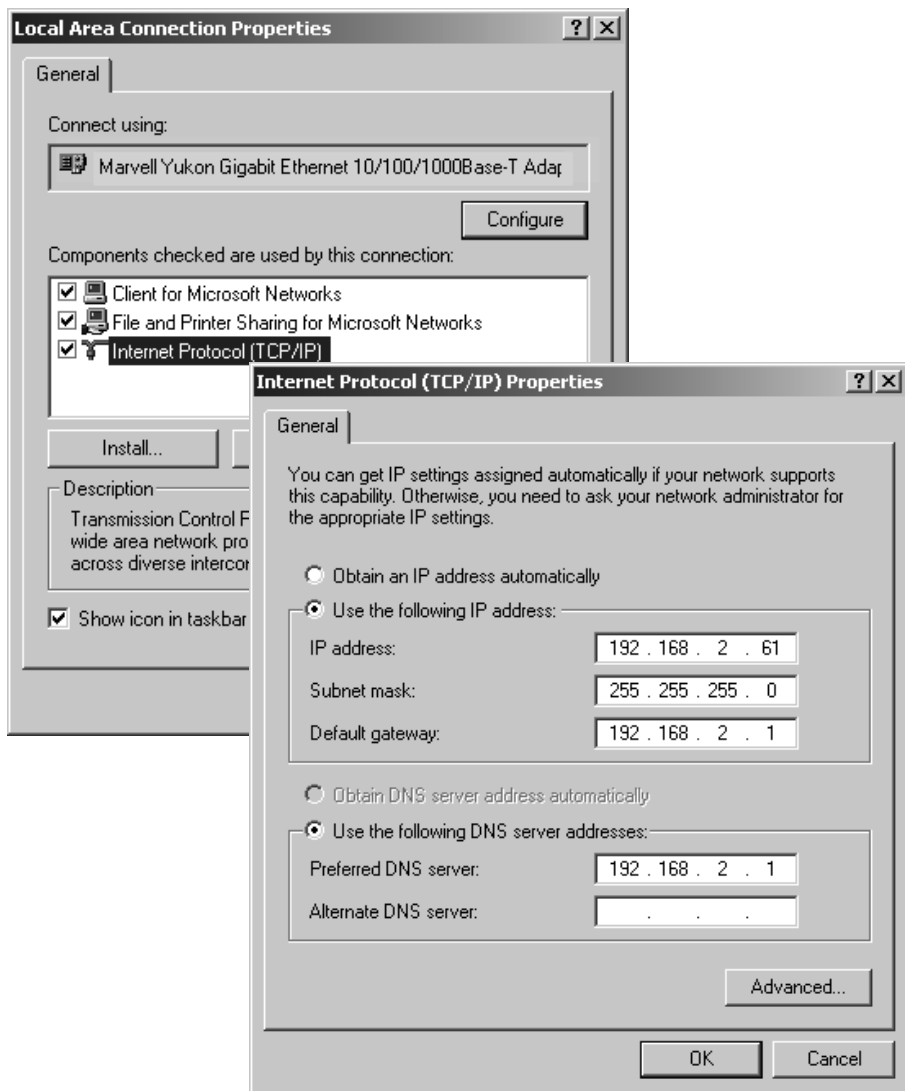 Local Area Connection Properties
General
Connect using:
Marvell Yukon Gigabit Ethernet 10/100/1000Base-T Adap
Configure
Components checked are used by this connection:
Client for Microsoft Networks
File and Printer Sharing for Microsoft Networks
Internet Protocol (TCP/IP)
Install...
Description
Transmission Control
wide area network
across diverse
Show icon in taskbar
Internet Protocol (TCP/IP) Properties
General
You can get IP settings assigned automatically if your network supports
this capability. Otherwise, you need to ask your network administrator for
the appropriate IP settings.
Obtain an IP address automatically
Use the following IP address:
IP address: 192 . 168 . 2 . 61
Subnet mask: 255 . 255 . 255 . 0
Default gateway: 192 . 168 . 2 . 1
Obtain DNS server address automatically
Use the following DNS server addresses:
Preferred DNS server: 192 . 168 . 2 . 1
Alternate DNS server: . . .
Advanced...
OK Cancel